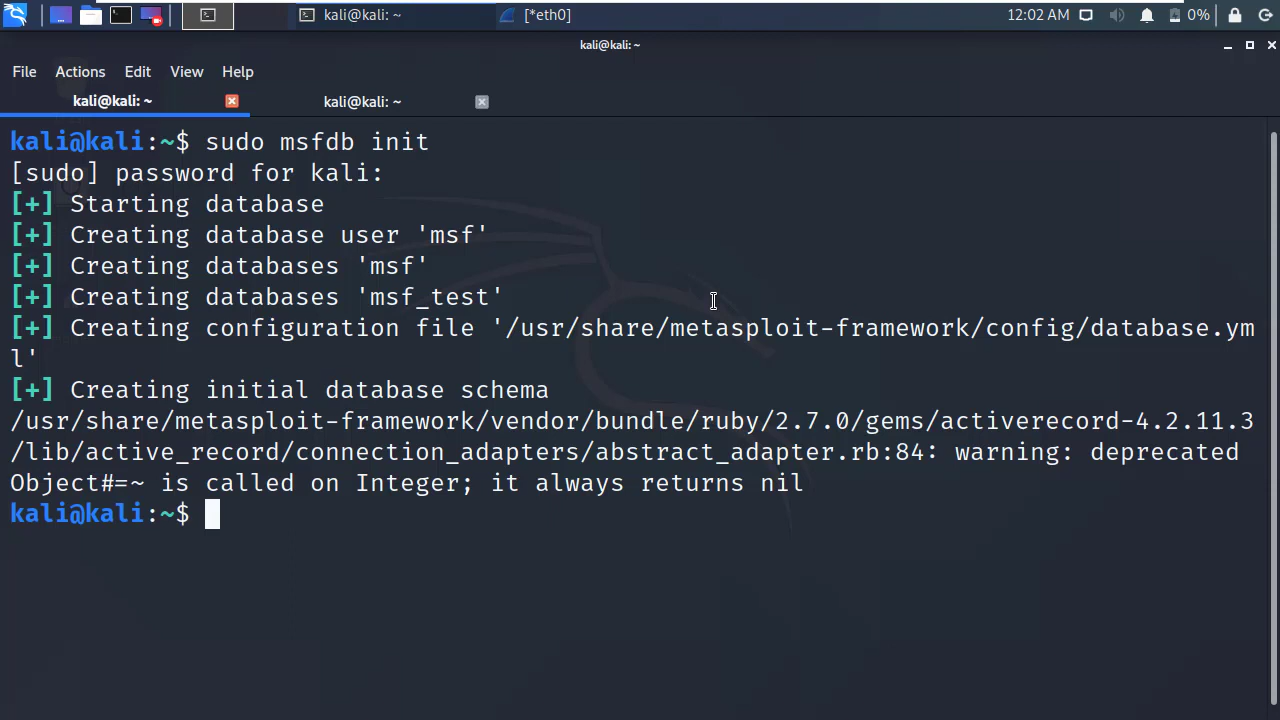 kali@kali: ~
[*eth0]
12:02 AM
0%
kali@kali: ~
File Actions Edit View Help
kali@kali: ~
kali@kali: ~
kali@kali:~$ sudo msfdb init
[sudo] password for kali:
[+] Starting database
[+] Creating database user 'msf'
[+] Creating databases 'msf'
[+] Creating databases 'msf_test'
[+] Creating configuration file '/usr/share/metasploit-framework/config/database.ym
l'
[+] Creating initial database schema
/usr/share/metasploit-framework/vendor/bundle/ruby/2.7.0/gems/activerecord-4.2.11.3
/lib/active_record/connection_adapters/abstract_adapter.rb:84: warning: deprecated
Object#=~ is called on Integer; it always returns nil
kali@kali:~$